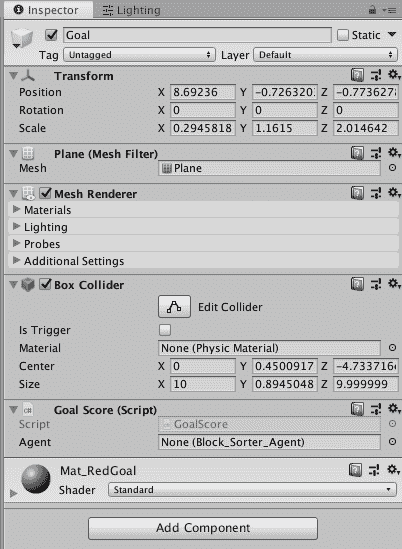 Inspector Lighting
Goal Static
Tag Untagged Layer Default
Transform
Position X 8.69236 Y -0.726320 Z -0.773627
Rotation X 0 Y 0 Z 0
Scale X 0.2945818 Y 1.1615 Z 2.014642
Plane (Mesh Filter)
Mesh Plane
Mesh Renderer
Materials
Lighting
Probes
Additional Settings
Box Collider
Edit Collider
Is Trigger
Material None (Physic Material)
Center X 0 Y 0.4500917 Z -4.733716
Size X 10 Y 0.8945048 Z 9.999999
C#
Goal Score (Script)
Script GoalScore
Agent None (Block_Sorter_Agent)
Mat_RedGoal
Shader Standard
Add Component